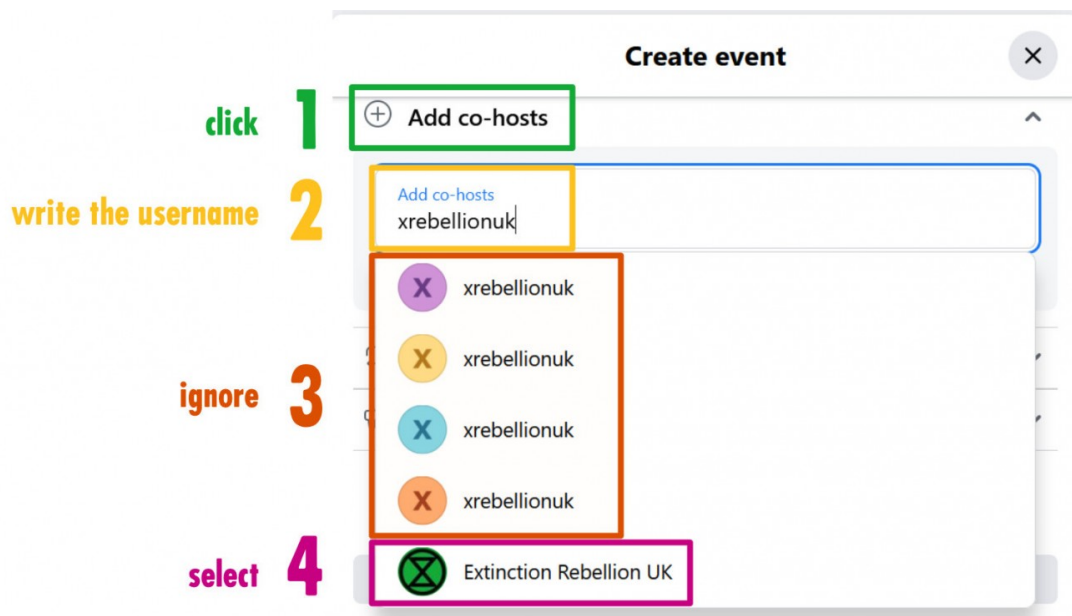 Create event
click 1 Add co-hosts
write the username 2 Add co-hosts
xrebellionuk
X xrebellionuk
X xrebellionuk
ignore 3
X xrebellionuk
X xrebellionuk
select 4 Extinction Rebellion UK